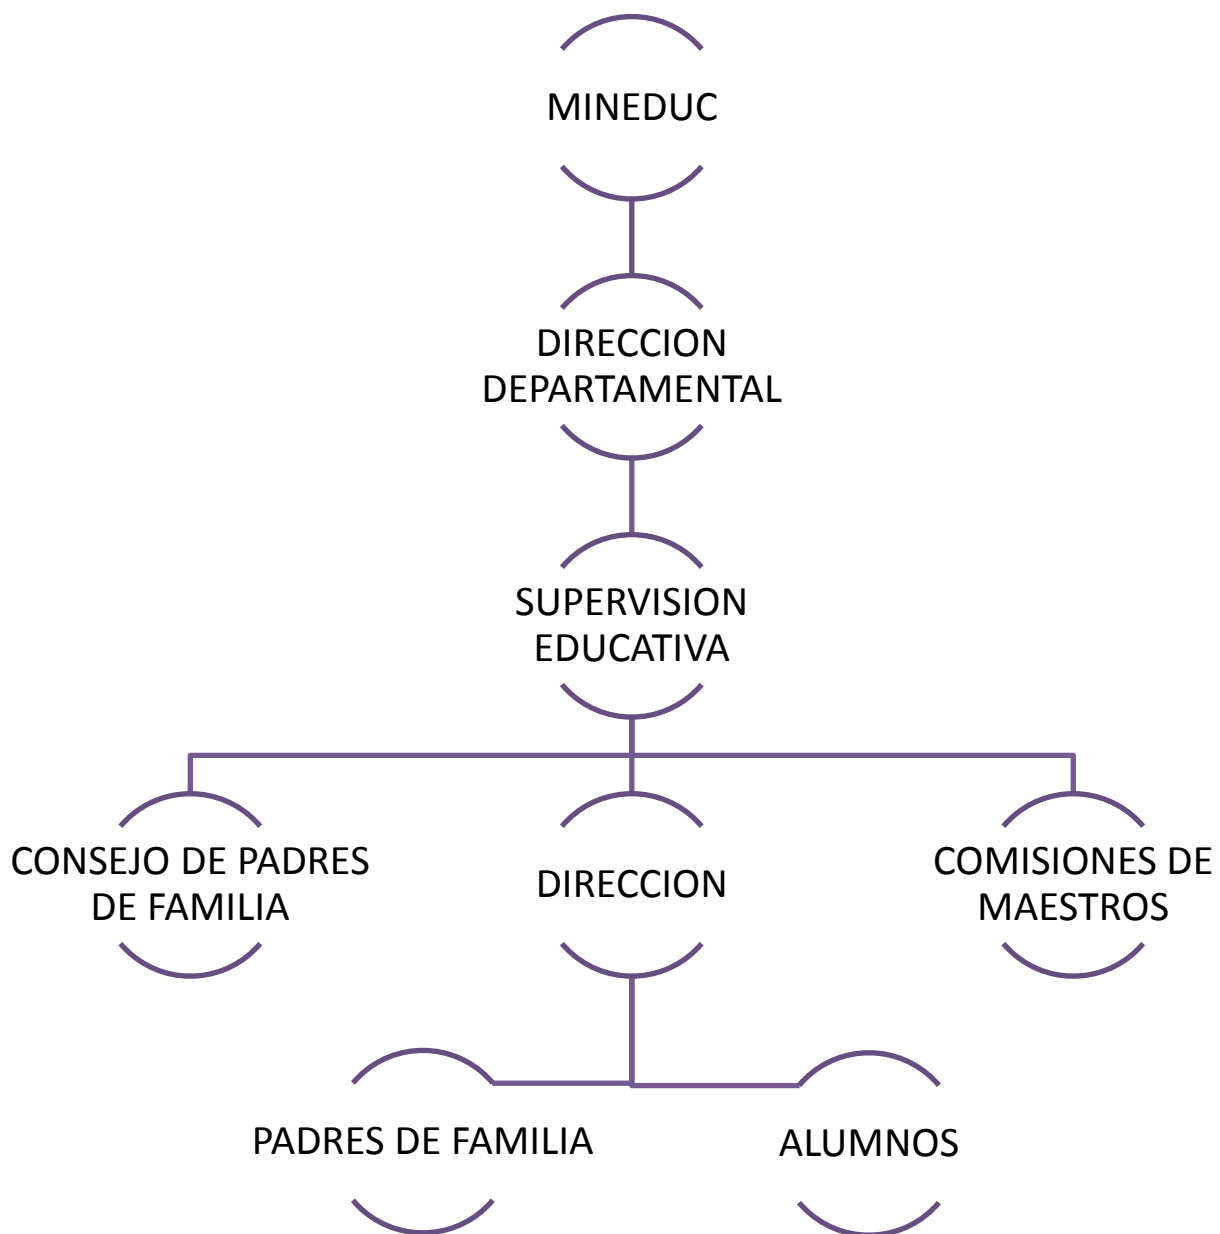 MINEDUC
DIRECCION
DEPARTAMENTAL
SUPERVISION
EDUCATIVA
CONSEJO DE PADRES
DE FAMILIA
DIRECCION
COMISIONES DE
MAESTROS
PADRES DE FAMILIA
ALUMNOS